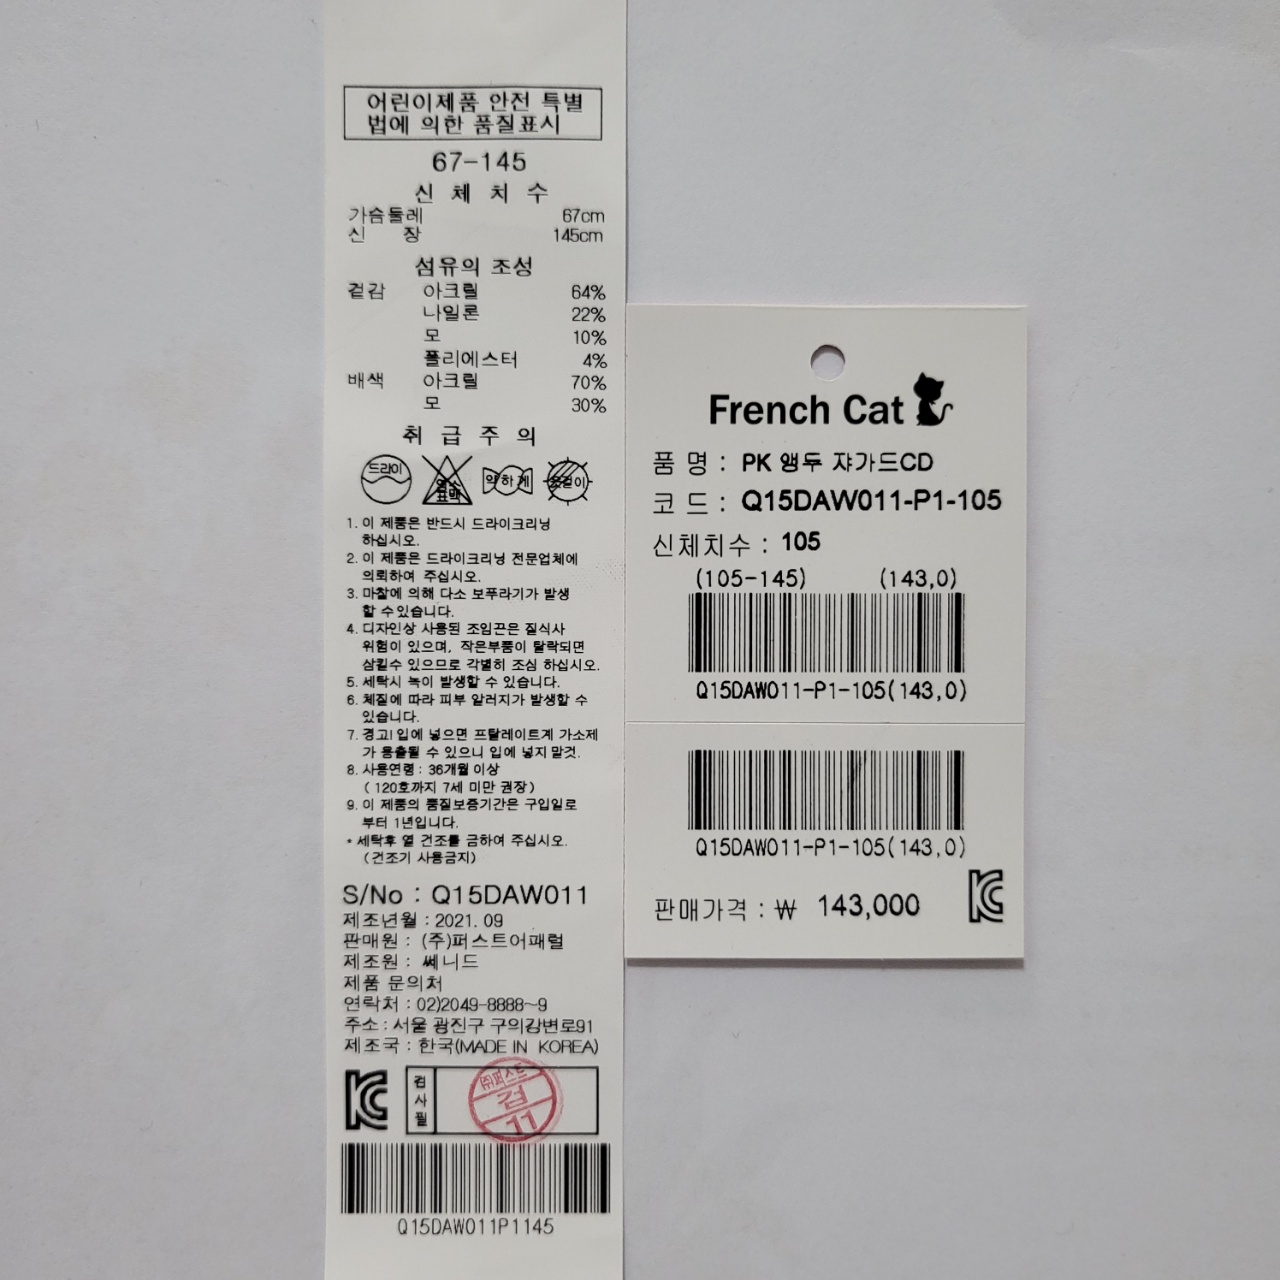 어린이제품 안전 특별
법에 의한 품질표시
67-145
신 체 치 수
가슴둘레 67cm
신 장 145cm
섬유의 조성
겉감 아크릴 64%
나일론 22%
모 10%
폴리에스터 4%
배색 아크릴 70%
모 30%
취 급 주 의
드라이 염소 표백 약하게 옷걸이
1. 이 제품은 반드시 드라이크리닝
하십시오.
2. 이 제품은 드라이크리닝 전문업체에
의뢰하여 주십시오.
3. 마찰에 의해 다소 보푸라기가 발생
할 수있습니다.
4. 디자인상 사용된 조임끈은 질식사
위험이 있으며, 작은부품이 탈락되면
삼킬수 있으므로 각별히 조심 하십시오.
5. 세탁시 녹이 발생할 수 있습니다.
6. 체질에 따라 피부 알러지가 발생할 수
있습니다.
7. 경고! 입에 넣으면 프탈레이트계 가소제
가 용출될 수 있으니 입에 넣지 말것.
8. 사용연령 : 36개월 이상
( 120호까지 7세 미만 권장)
9. 이 제품의 품질보증기간은 구입일로
부터 1년입니다.
* 세탁후 열 건조를 금하여 주십시오.
(건조기 사용금지)
S/No : Q15DAW011
제조년월 : 2021. 09
판매원 : (주)퍼스트어패럴
제조원 : 쎄니드
제품 문의처
연락처 : 02)2049-8888~9
주소 : 서울 광진구 구의강변로91
제조국 : 한국(MADE IN KOREA)
KC 검사필 ㈜퍼스트 검 11
Q15DAW011P1145
French Cat
품 명 : PK 앵두 쟈가드CD
코 드 : Q15DAW011-P1-105
신체치수 : 105
(105-145) (143,0)
Q15DAW011-P1-105(143,0)
Q15DAW011-P1-105(143,0)
판매가격 : ₩ 143,000 KC